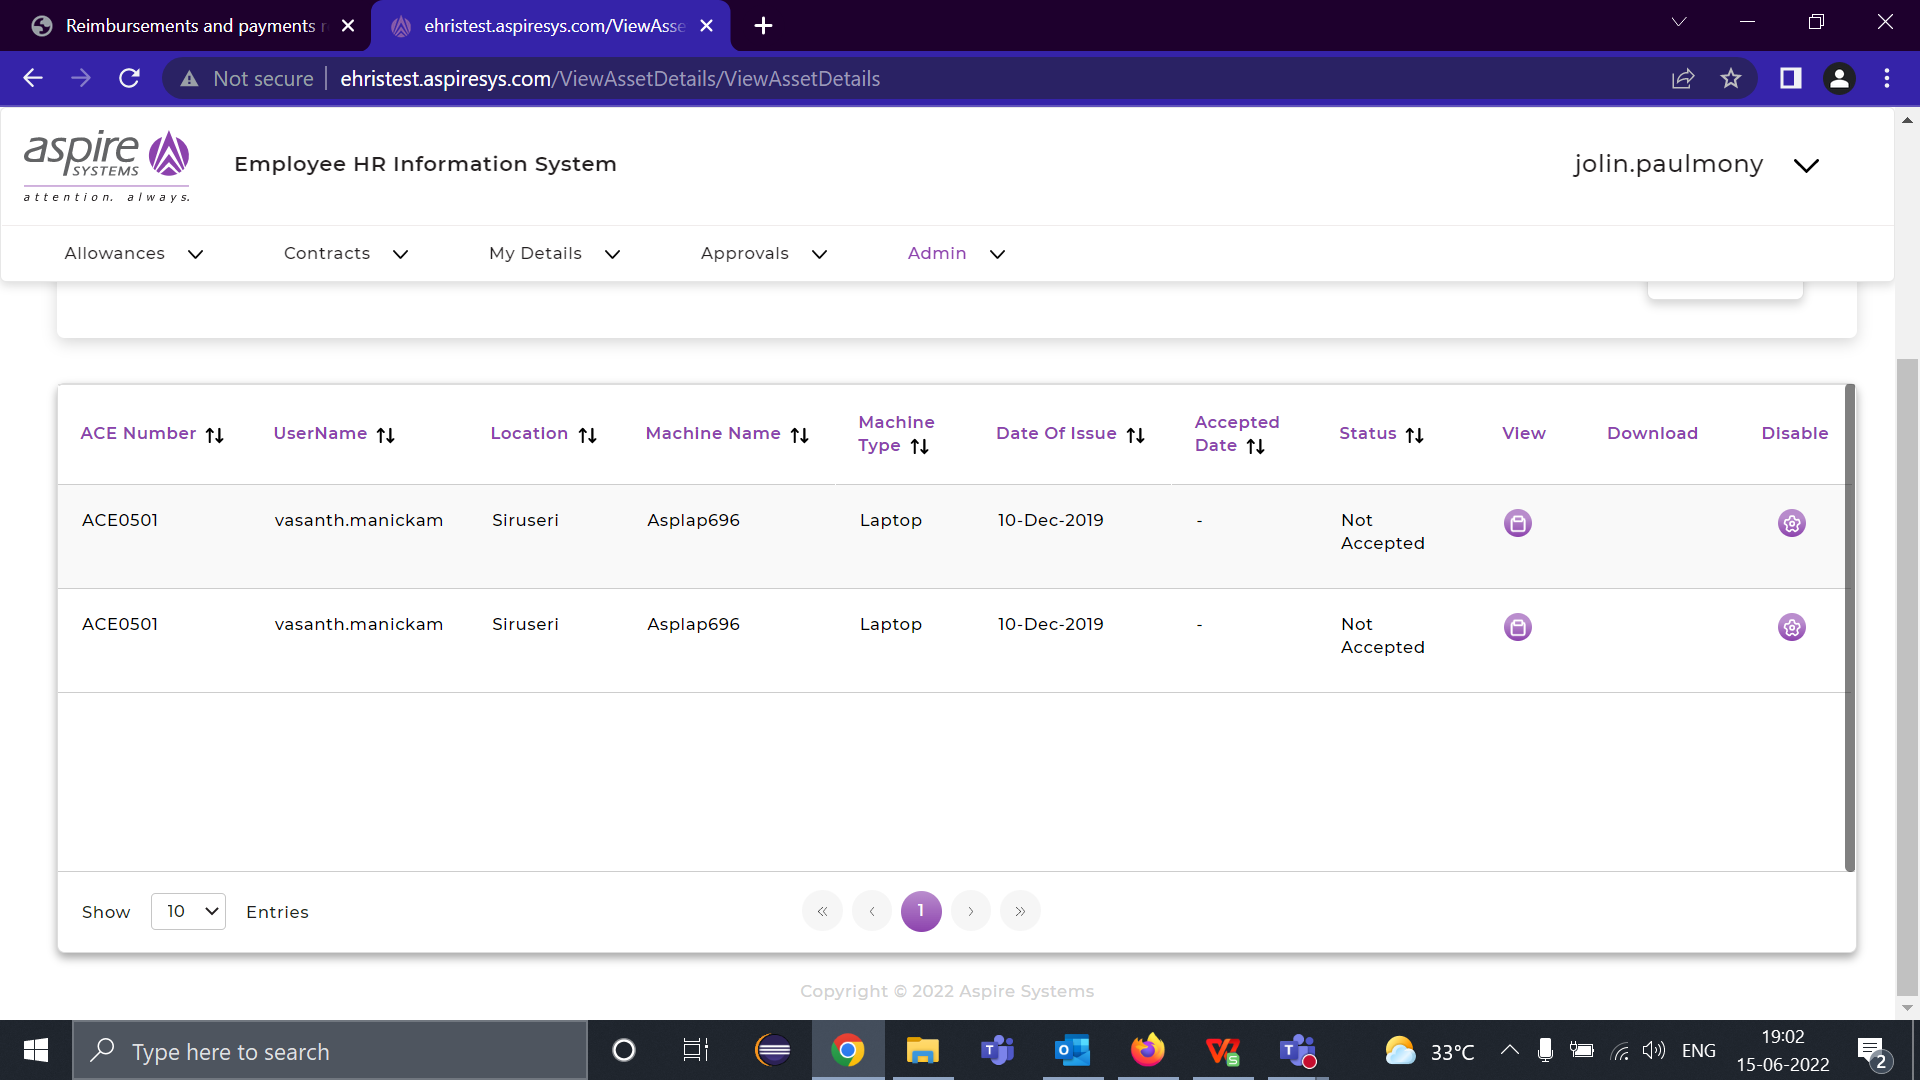 Reimbursements and payments r
ehristest.aspiresys.com/ViewAsse
Not secure
ehristest.aspiresys.com/ViewAssetDetails/ViewAssetDetails
aspire
SYSTEMS
attention. always.
Employee HR Information System
jolin.paulmony
Allowances
Contracts
My Details
Approvals
Admin
ACE Number
UserName
Location
Machine Name
Machine
Type
Date Of Issue
Accepted
Date
Status
View
Download
Disable
ACE0501 vasanth.manickam Siruseri Asplap696 Laptop 10-Dec-2019 - Not
Accepted
ACE0501 vasanth.manickam Siruseri Asplap696 Laptop 10-Dec-2019 - Not
Accepted
Show 10 Entries
« ‹ 1 › »
Copyright © 2022 Aspire Systems
Type here to search
33°C
ENG
19:02
15-06-2022
2